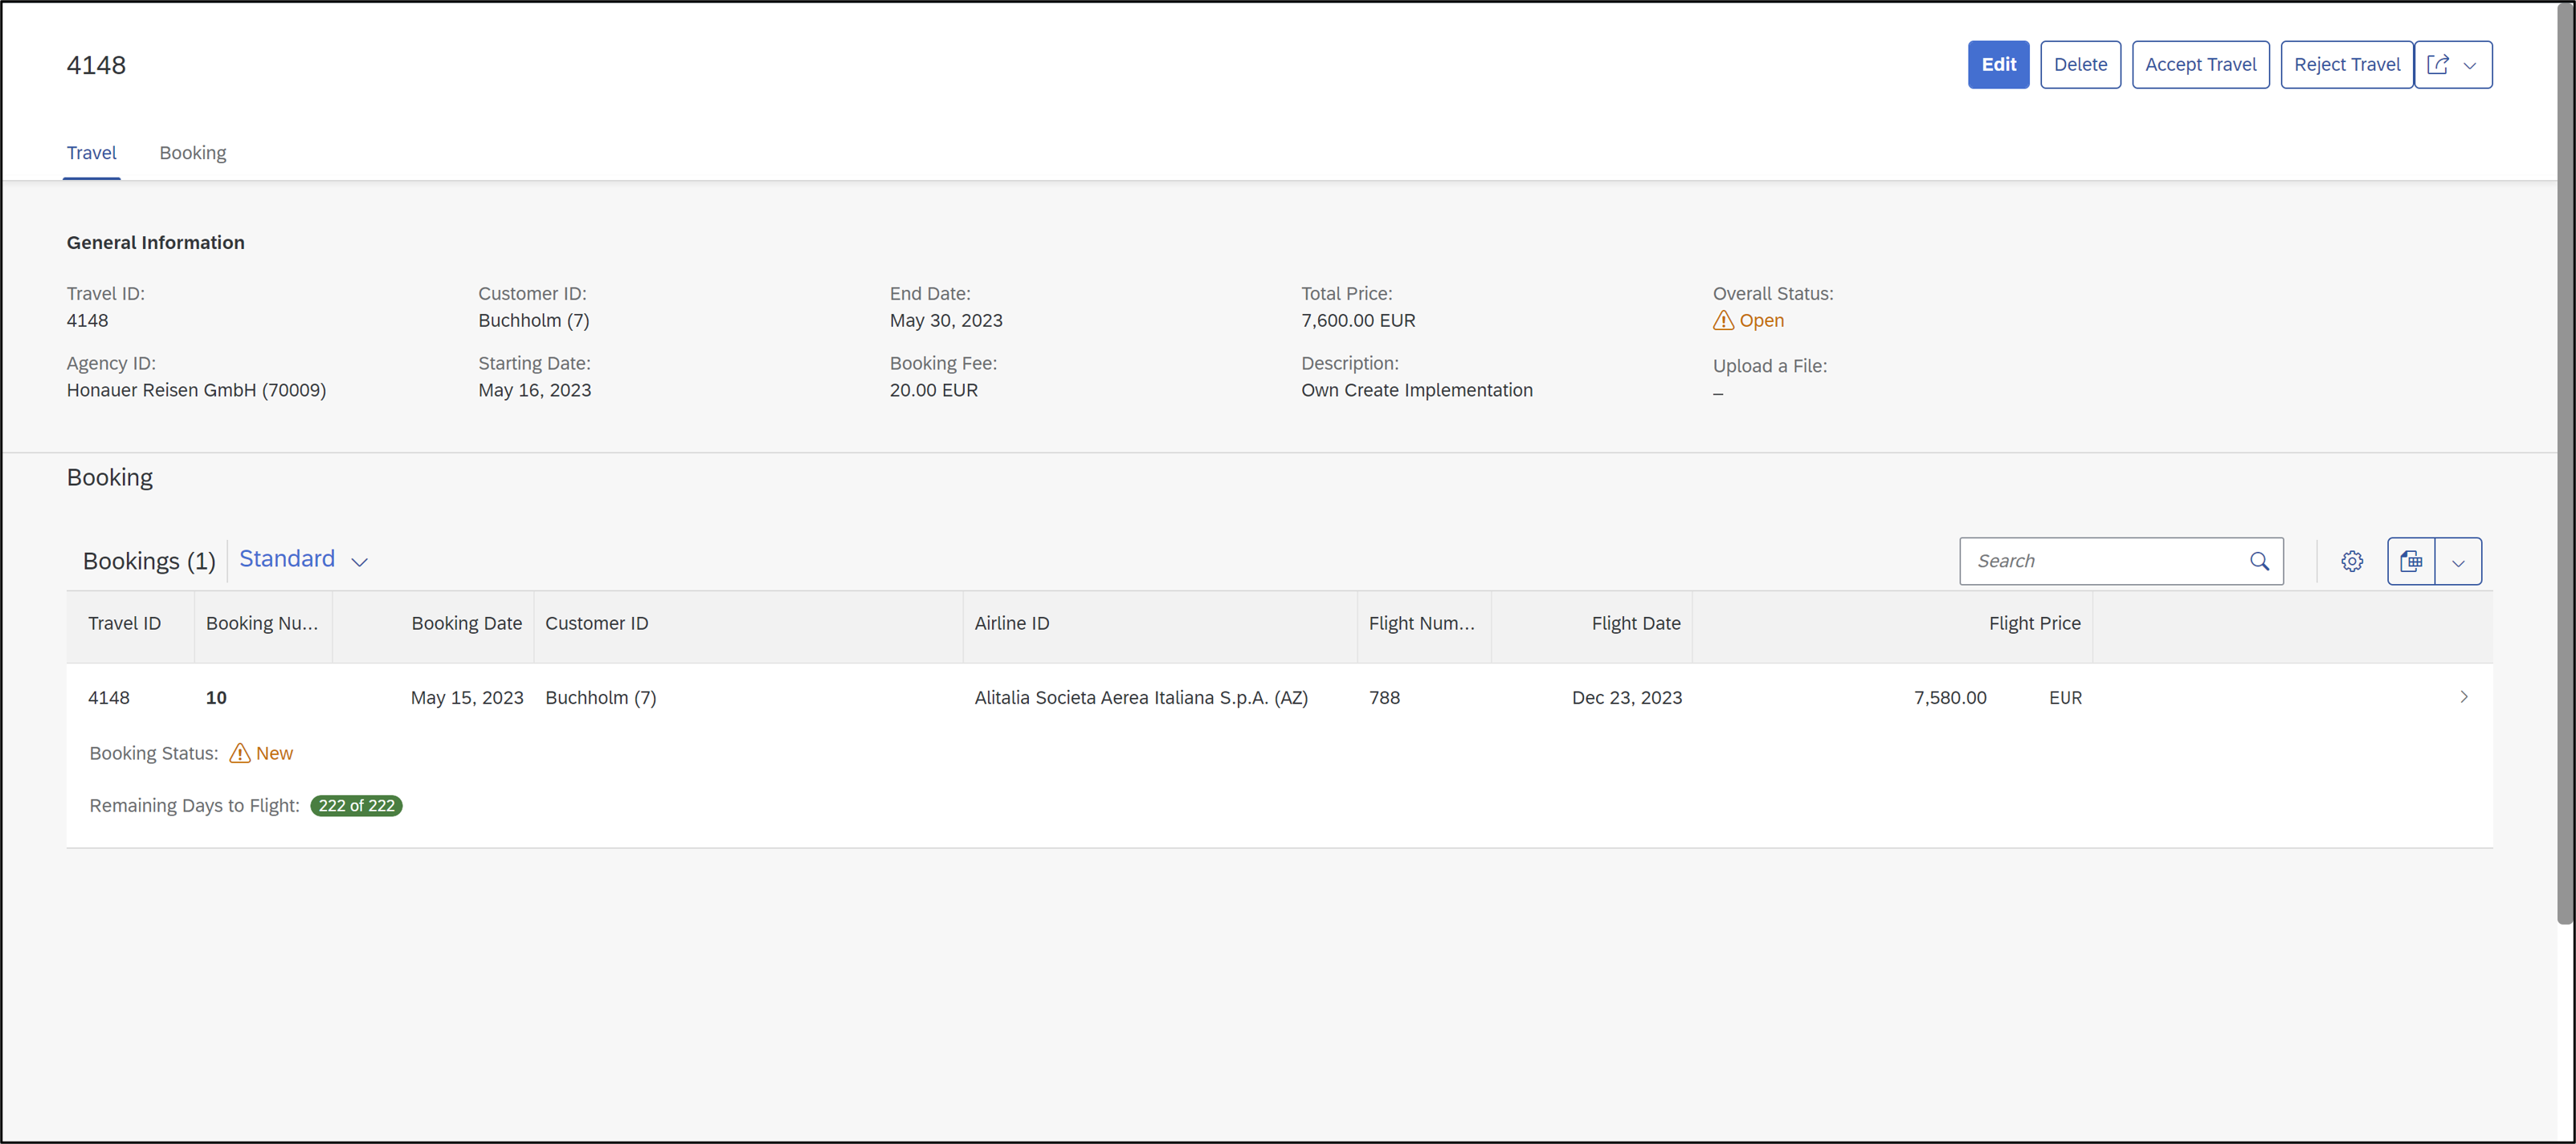 4148
Edit Delete Accept Travel Reject Travel
Travel Booking
General Information
Travel ID: Customer ID: End Date: Total Price: Overall Status:
4148 Buchholm (7) May 30, 2023 7,600.00 EUR Open
Agency ID: Starting Date: Booking Fee: Description: Upload a File:
Honauer Reisen GmbH (70009) May 16, 2023 20.00 EUR Own Create Implementation –
Booking
Bookings (1) Standard Search
Travel ID Booking Nu... Booking Date Customer ID Airline ID Flight Num... Flight Date Flight Price
4148 10 May 15, 2023 Buchholm (7) Alitalia Societa Aerea Italiana S.p.A. (AZ) 788 Dec 23, 2023 7,580.00 EUR
Booking Status: New
Remaining Days to Flight: 222 of 222